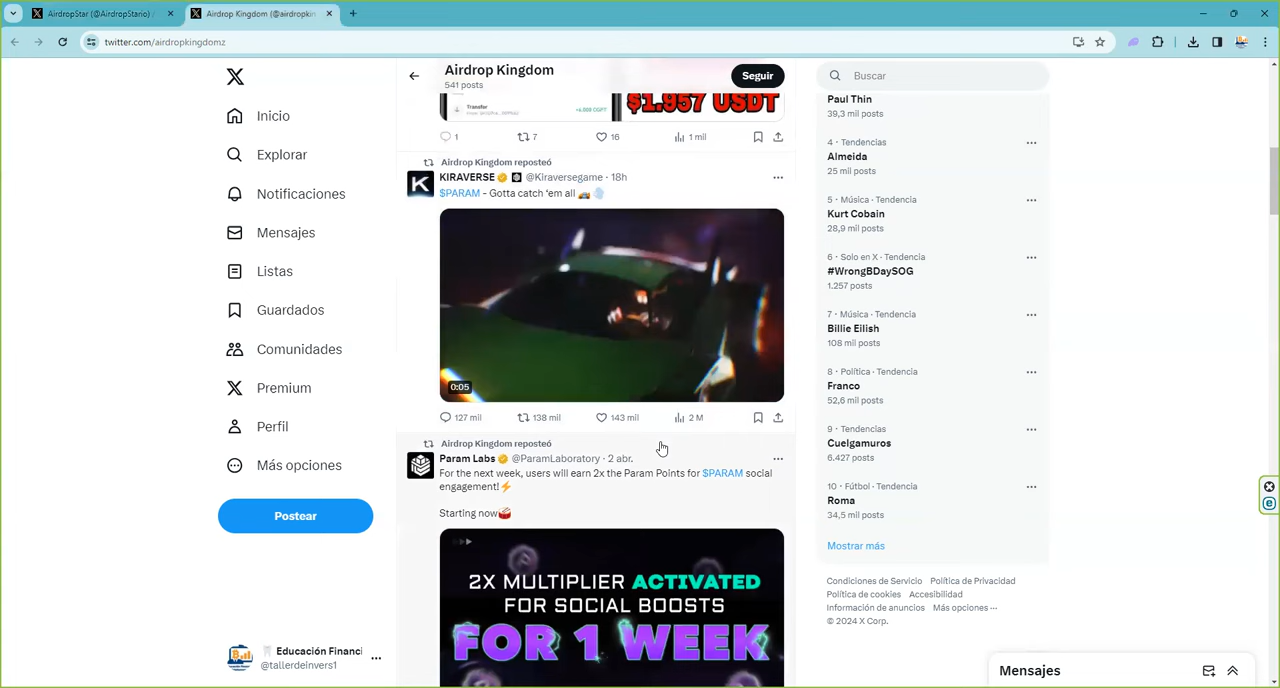 AirdropStar (@AirdropStario) /
Airdrop Kingdom (@airdropkin
twitter.com/airdropkingdomz
Inicio
Explorar
Notificaciones
Mensajes
Listas
Guardados
Comunidades
Premium
Perfil
Más opciones
Postear
Educación Financi
@tallerdeinvers1
Airdrop Kingdom
541 posts
Seguir
Transfer
+6.000 CGPT
$1.957 USDT
1
7
16
1 mil
Airdrop Kingdom reposteó
KIRAVERSE @Kiraversegame · 18h
$PARAM - Gotta catch 'em all
0:05
127 mil
138 mil
143 mil
2 M
Airdrop Kingdom reposteó
Param Labs @ParamLaboratory · 2 abr.
For the next week, users will earn 2x the Param Points for $PARAM social
engagement!⚡
Starting now🥁
2X MULTIPLIER ACTIVATED
FOR SOCIAL BOOSTS
FOR 1 WEEK
Buscar
Paul Thin
39,3 mil posts
4 · Tendencias
Almeida
25 mil posts
5 · Música · Tendencia
Kurt Cobain
28,9 mil posts
6 · Solo en X · Tendencia
#WrongBDaySOG
1.257 posts
7 · Música · Tendencia
Billie Eilish
108 mil posts
8 · Política · Tendencia
Franco
52,6 mil posts
9 · Tendencias
Cuelgamuros
6.427 posts
10 · Fútbol · Tendencia
Roma
34,5 mil posts
Mostrar más
Condiciones de Servicio Política de Privacidad
Política de cookies Accesibilidad
Información de anuncios Más opciones ···
© 2024 X Corp.
Mensajes